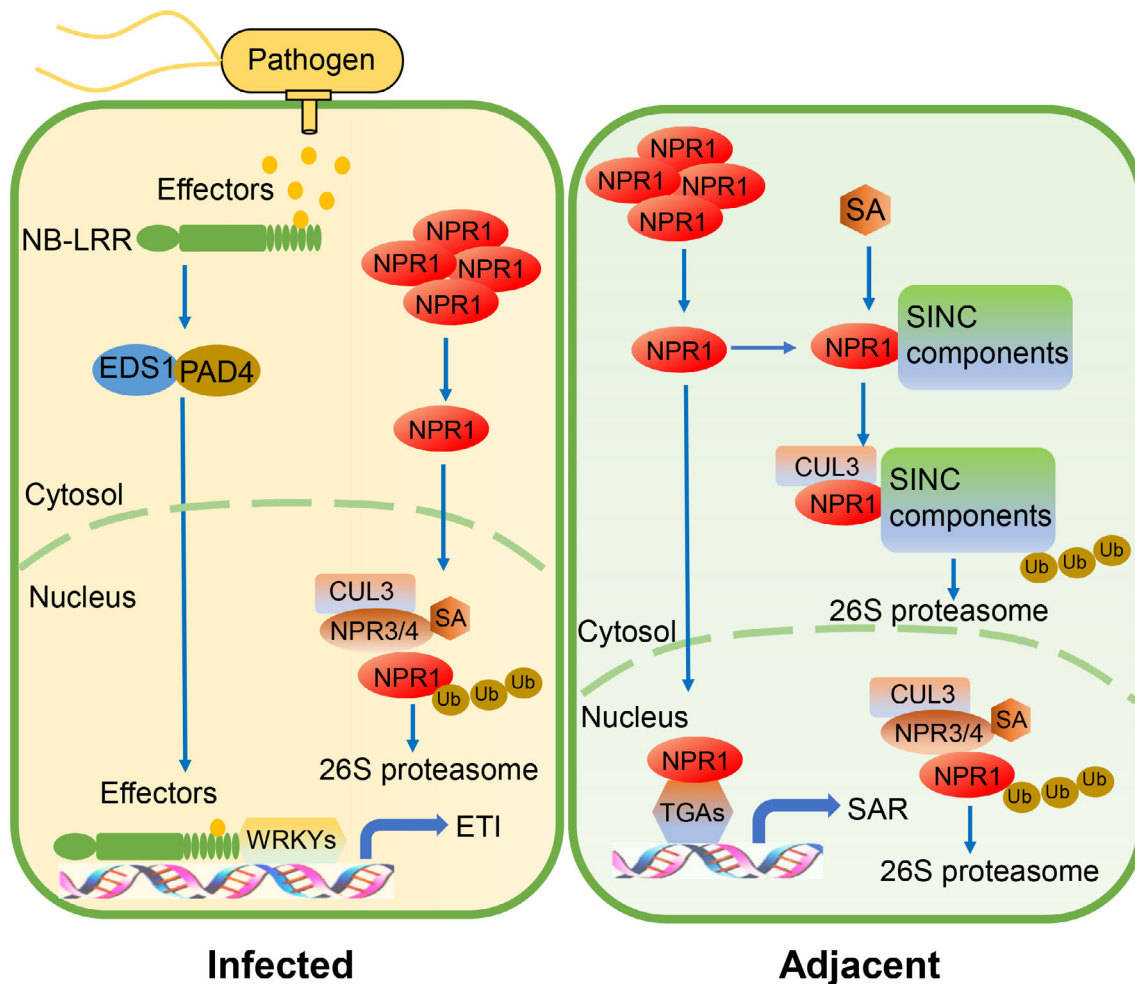 Pathogen
Effectors
NB-LRR
EDS1
PAD4
NPR1
NPR1
NPR1
NPR1
NPR1
Cytosol
Nucleus
CUL3
NPR3/4
SA
NPR1
Ub
Ub
Ub
26S proteasome
Effectors
WRKYs
ETI
Infected
NPR1
NPR1
NPR1
NPR1
SA
NPR1
NPR1
SINC
components
CUL3
NPR1
SINC
components
Ub
Ub
Ub
26S proteasome
Cytosol
Nucleus
NPR1
TGAs
SAR
CUL3
NPR3/4
SA
NPR1
Ub
Ub
Ub
26S proteasome
Adjacent